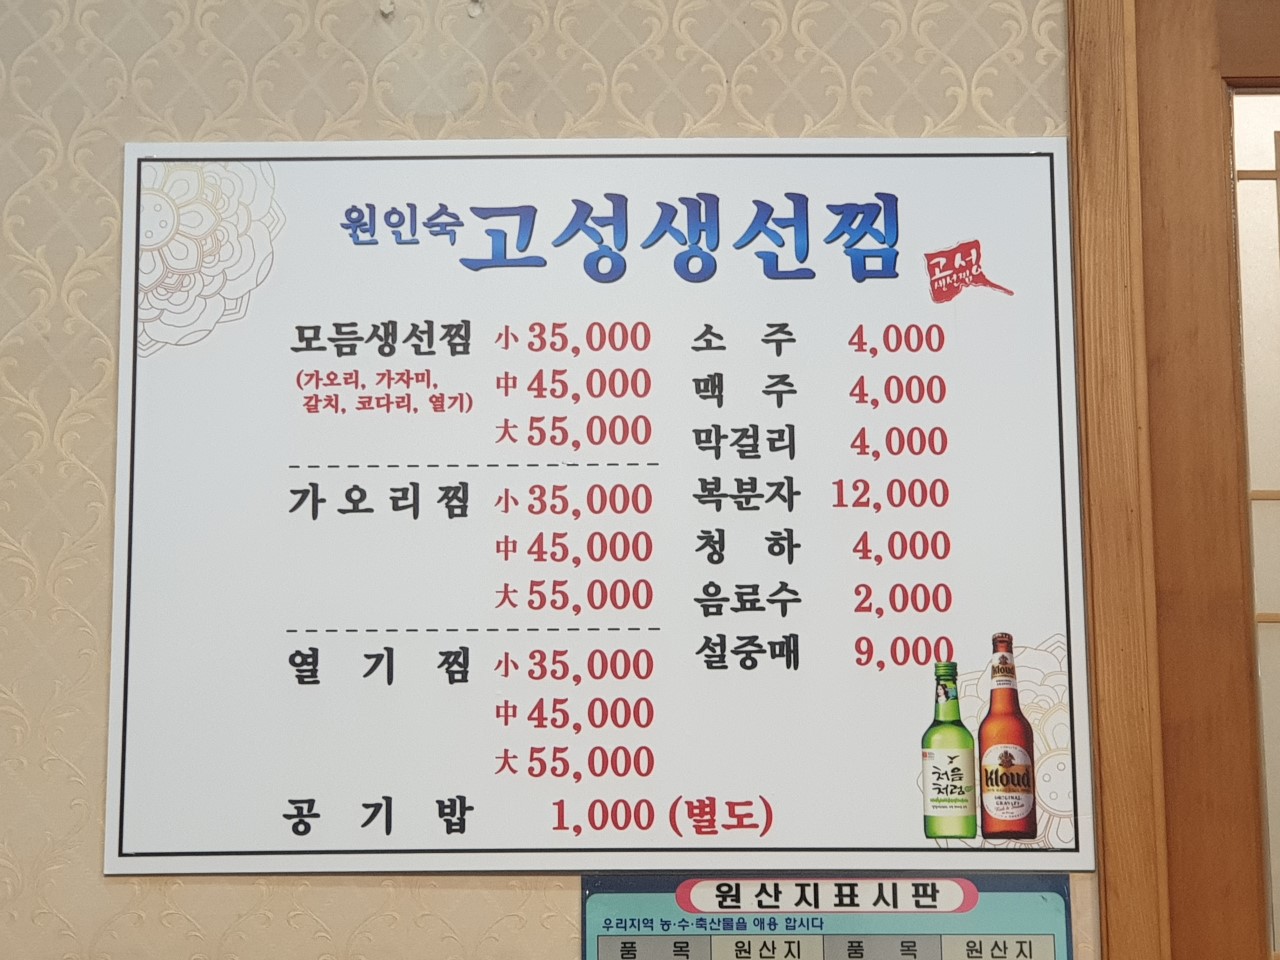 원인숙 고성생선찜
고성
생선찜
모듬생선찜 小 35,000
(가오리, 가자미, 中 45,000
갈치, 코다리, 열기)
大 55,000
가오리찜 小 35,000
中 45,000
大 55,000
열기찜 小 35,000
中 45,000
大 55,000
공기밥 1,000 (별도)
소주 4,000
맥주 4,000
막걸리 4,000
복분자 12,000
청하 4,000
음료수 2,000
설중매 9,000
처음
처럼
kloud
kloud
ORIGINAL
GRAVITY
원산지표시판
우리지역 농·수·축산물을 애용 합시다
품목 원산지 품목 원산지